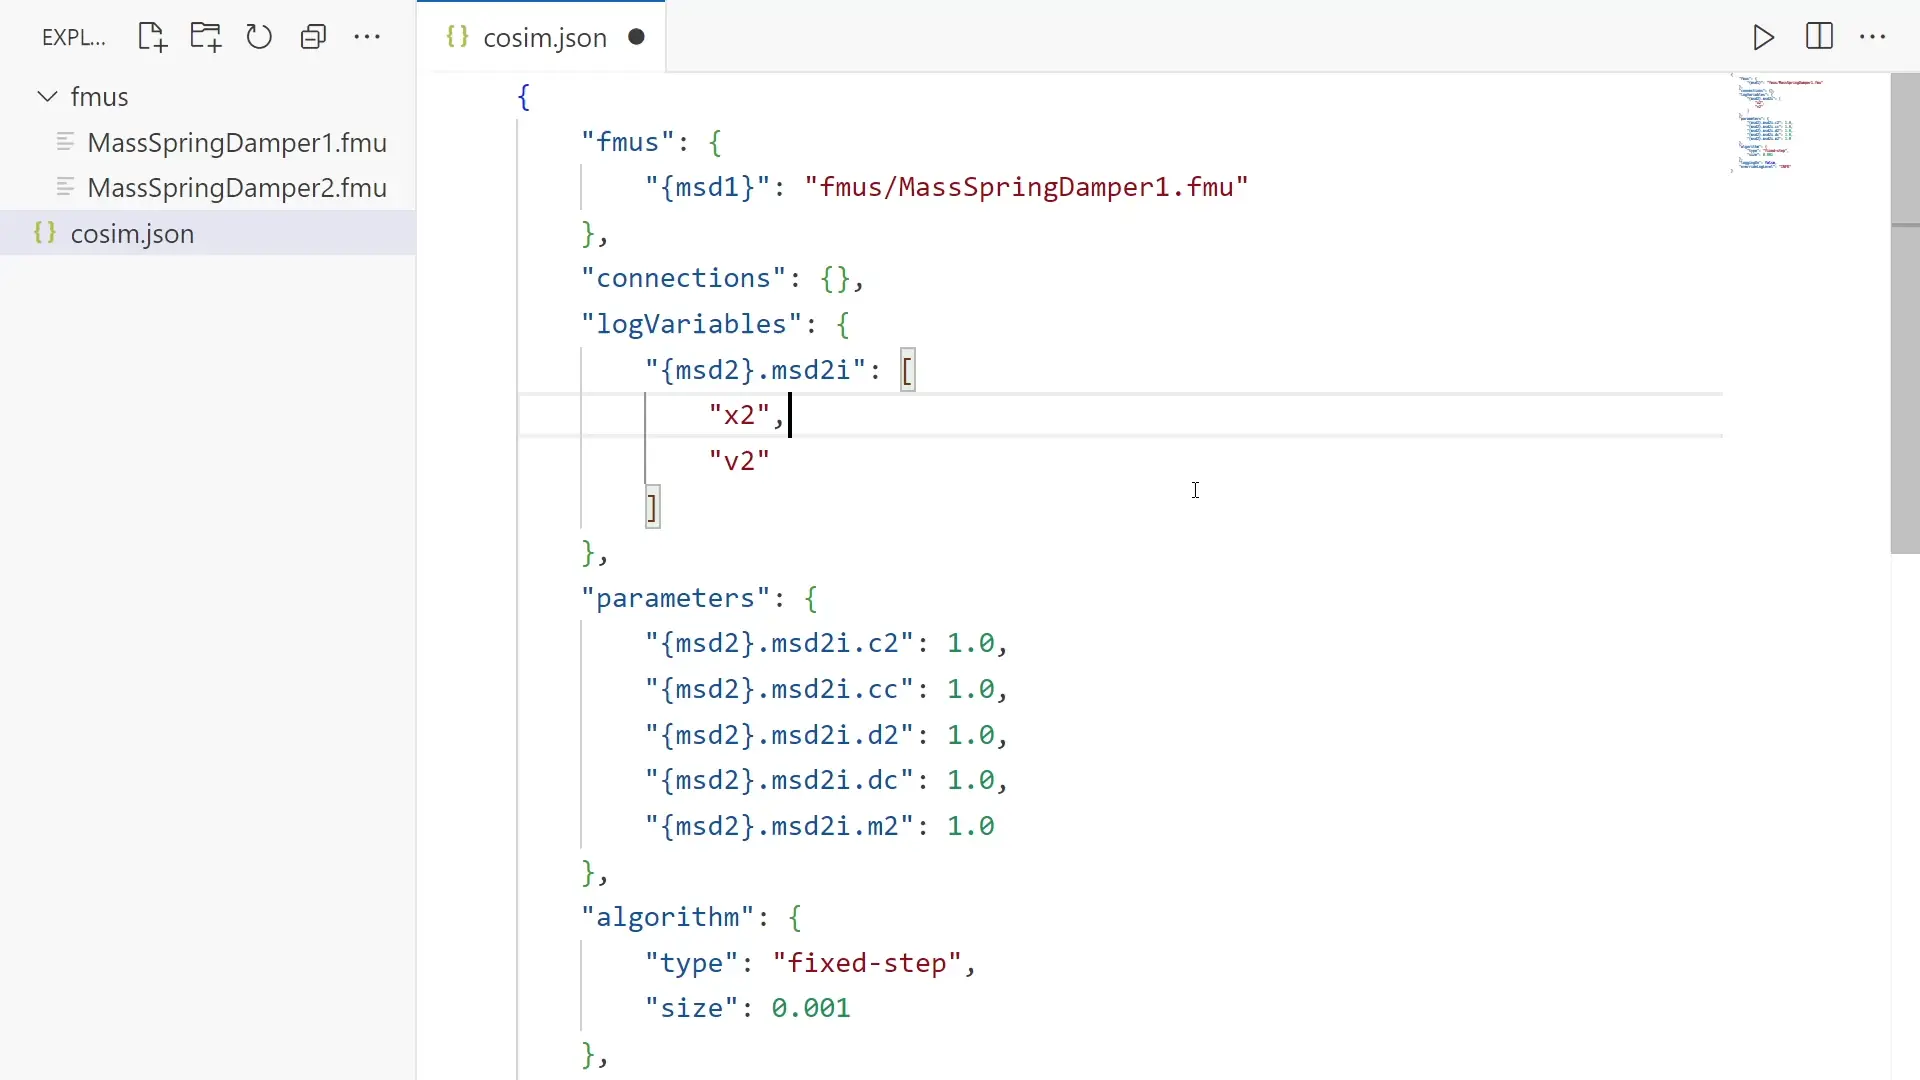 EXPL...
fmus
MassSpringDamper1.fmu
MassSpringDamper2.fmu
{} cosim.json
{} cosim.json
{
"fmus": {
"{msd1}": "fmus/MassSpringDamper1.fmu"
},
"connections": {},
"logVariables": {
"{msd2}.msd2i": [
"x2",
"v2"
]
},
"parameters": {
"{msd2}.msd2i.c2": 1.0,
"{msd2}.msd2i.cc": 1.0,
"{msd2}.msd2i.d2": 1.0,
"{msd2}.msd2i.dc": 1.0,
"{msd2}.msd2i.m2": 1.0
},
"algorithm": {
"type": "fixed-step",
"size": 0.001
},